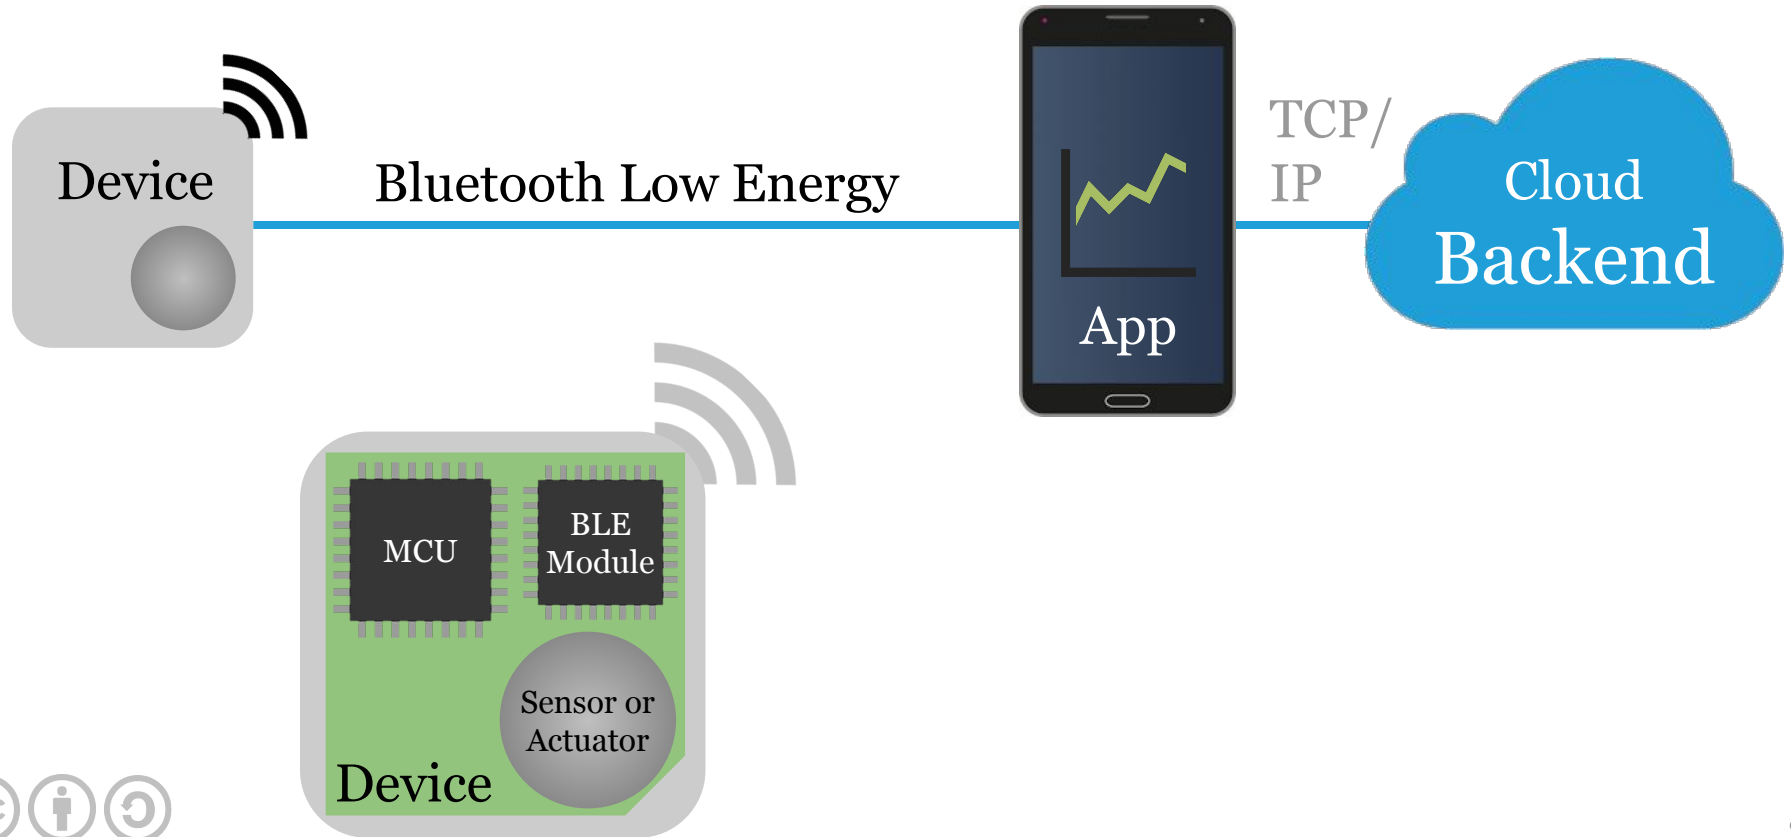 Device
Bluetooth Low Energy
App
TCP/
IP
Cloud
Backend
MCU
BLE
Module
Sensor or
Actuator
Device